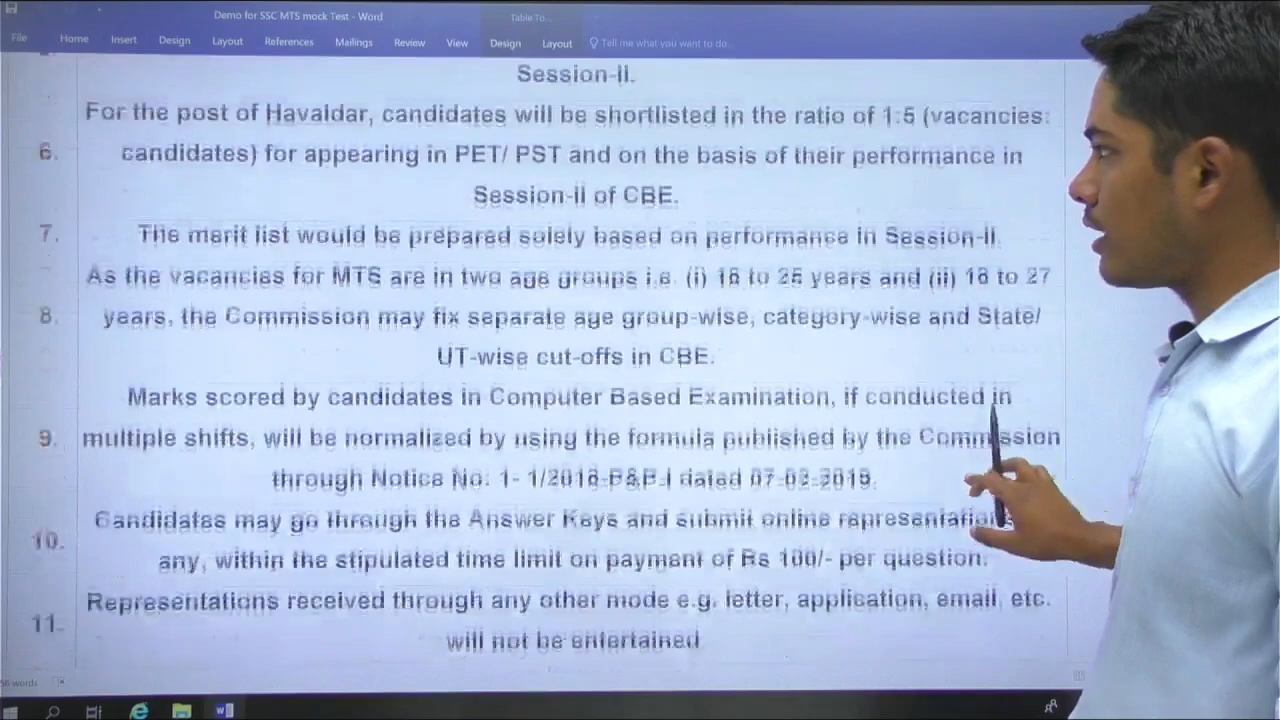 Demo for SSC MTS mock Test - Word
Table To...
File Home Insert Design Layout References Mailings Review View Design Layout Tell me what you want to do...
Session-II.
For the post of Havaldar, candidates will be shortlisted in the ratio of 1:5 (vacancies:
6. candidates) for appearing in PET/ PST and on the basis of their performance in
Session-II of CBE.
7. The merit list would be prepared solely based on performance in Session-II.
As the vacancies for MTS are in two age groups i.e. (i) 18 to 25 years and (ii) 18 to 27
8. years, the Commission may fix separate age group-wise, category-wise and State/
UT-wise cut-offs in CBE.
Marks scored by candidates in Computer Based Examination, if conducted in
9. multiple shifts, will be normalized by using the formula published by the Commission
through Notice No: 1- 1/2018-P&P-I dated 07-02-2019.
Candidates may go through the Answer Keys and submit online representation
10.
any, within the stipulated time limit on payment of Rs 100/- per question.
Representations received through any other mode e.g. letter, application, email, etc.
11.
will not be entertained
words